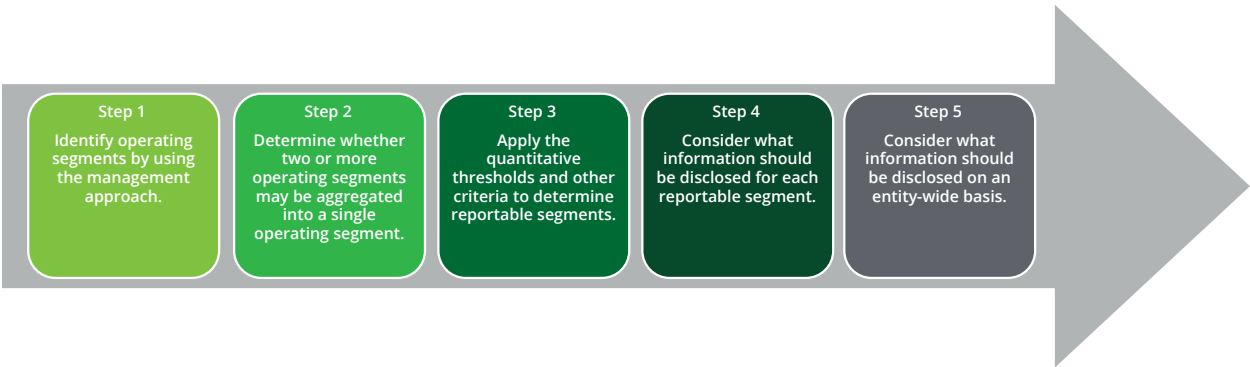 Step 1
Identify operating
segments by using
the management
approach.
Step 2
Determine whether
two or more
operating segments
may be aggregated
into a single
operating segment.
Step 3
Apply the
quantitative
thresholds and other
criteria to determine
reportable segments.
Step 4
Consider what
information should
be disclosed for each
reportable segment.
Step 5
Consider what
information should
be disclosed on an
entity-wide basis.